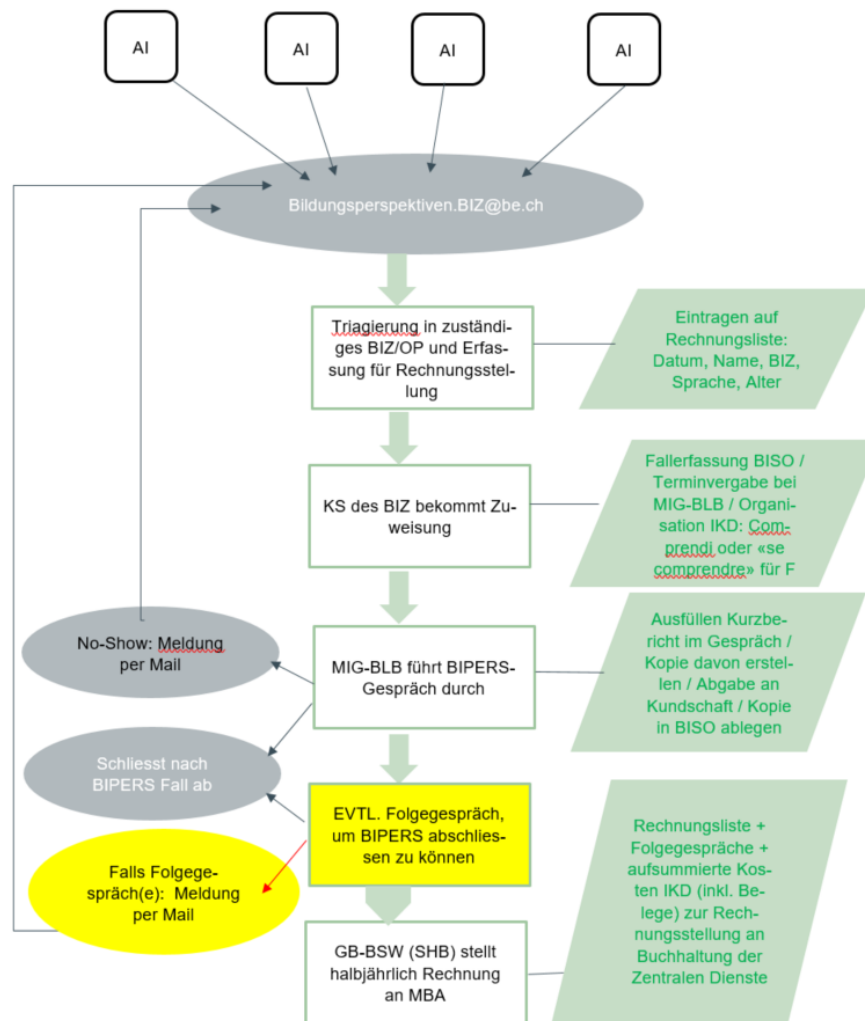 AI
AI
AI
AI
Bildungsperspektiven.BIZ@be.ch
Triagierung in zuständi-
ges BIZ/OP und Erfas-
sung für Rechnungsstel-
lung
Eintragen auf
Rechnungsliste:
Datum, Name, BIZ,
Sprache, Alter
KS des BIZ bekommt Zu-
weisung
Fallerfassung BISO /
Terminvergabe bei
MIG-BLB / Organi-
sation IKD: Com-
prendi oder «se
comprendre» für F
No-Show: Meldung
per Mail
MIG-BLB führt BIPERS-
Gespräch durch
Ausfüllen Kurzbe-
richt im Gespräch /
Kopie davon erstel-
len / Abgabe an
Kundschaft / Kopie
in BISO ablegen
Schliesst nach
BIPERS Fall ab
EVTL. Folgegespräch,
um BIPERS abschlies-
sen zu können
Falls Folgege-
spräch(e):  Meldung
per Mail
Rechnungsliste +
Folgegespräche +
aufsummierte Kos-
ten IKD (inkl. Be-
lege) zur Rech-
nungsstellung an
Buchhaltung der
Zentralen Dienste
GB-BSW (SHB) stellt
halbjährlich Rechnung
an MBA